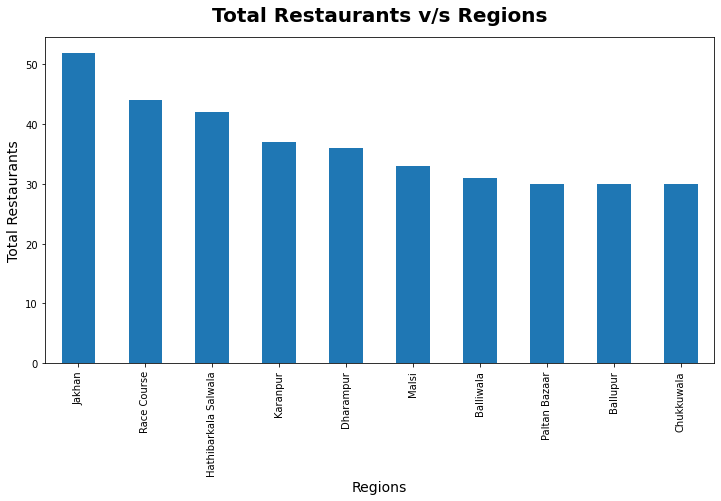 Total Restaurants v/s Regions
Total Restaurants
50
40
30
20
10
0
Jakhan
Race Course
Hathibarkala Salwala
Karanpur
Dharampur
Malsi
Balliwala
Paltan Bazaar
Ballupur
Chukkuwala
Regions